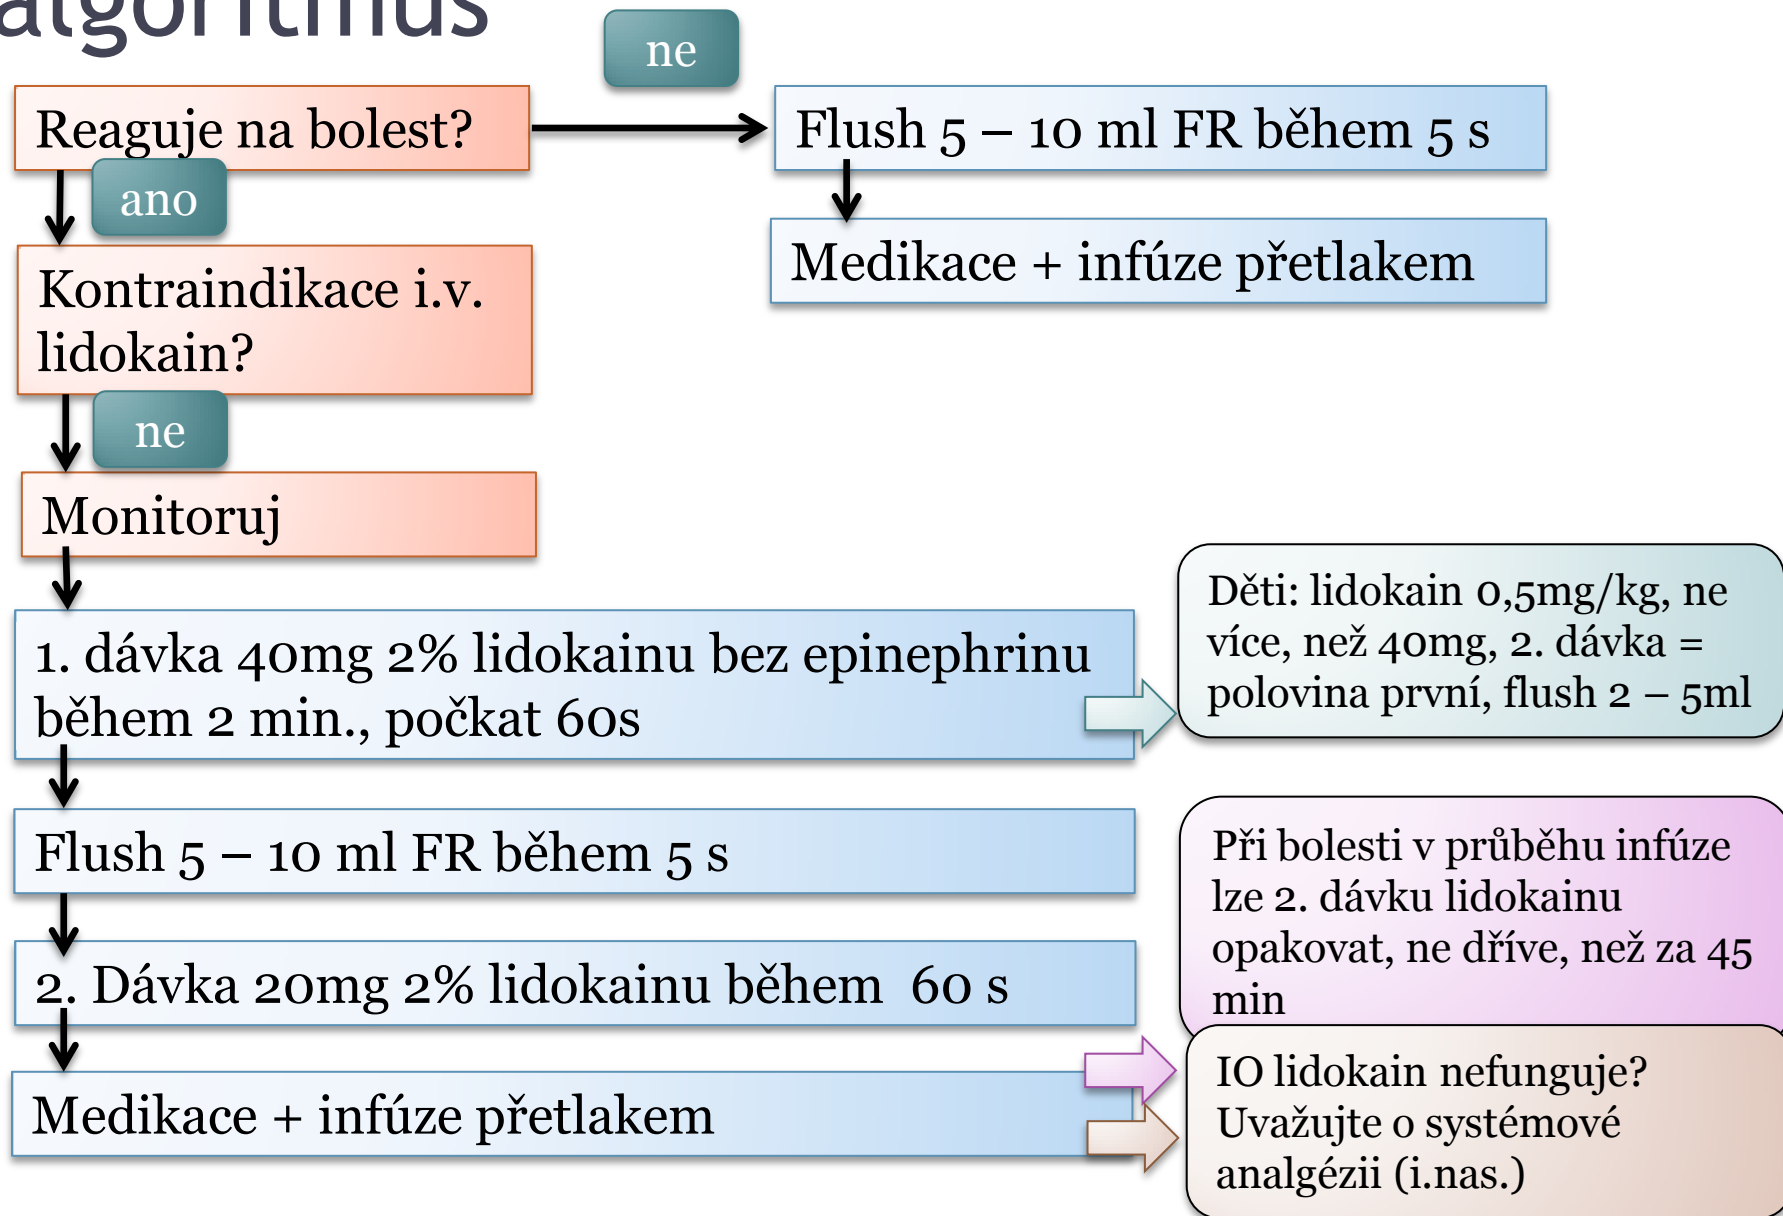 algoritmus
ne
Reaguje na bolest?
Flush 5 – 10 ml FR během 5 s
ano
Medikace + infúze přetlakem
Kontraindikace i.v.
lidokain?
ne
Monitoruj
1. dávka 40mg 2% lidokainu bez epinephrinu
během 2 min., počkat 60s
Děti: lidokain 0,5mg/kg, ne
více, než 40mg, 2. dávka =
polovina první, flush 2 – 5ml
Flush 5 – 10 ml FR během 5 s
2. Dávka 20mg 2% lidokainu během  60 s
Při bolesti v průběhu infúze
lze 2. dávku lidokainu
opakovat, ne dříve, než za 45
min
Medikace + infúze přetlakem
IO lidokain nefunguje?
Uvažujte o systémové
analgézii (i.nas.)